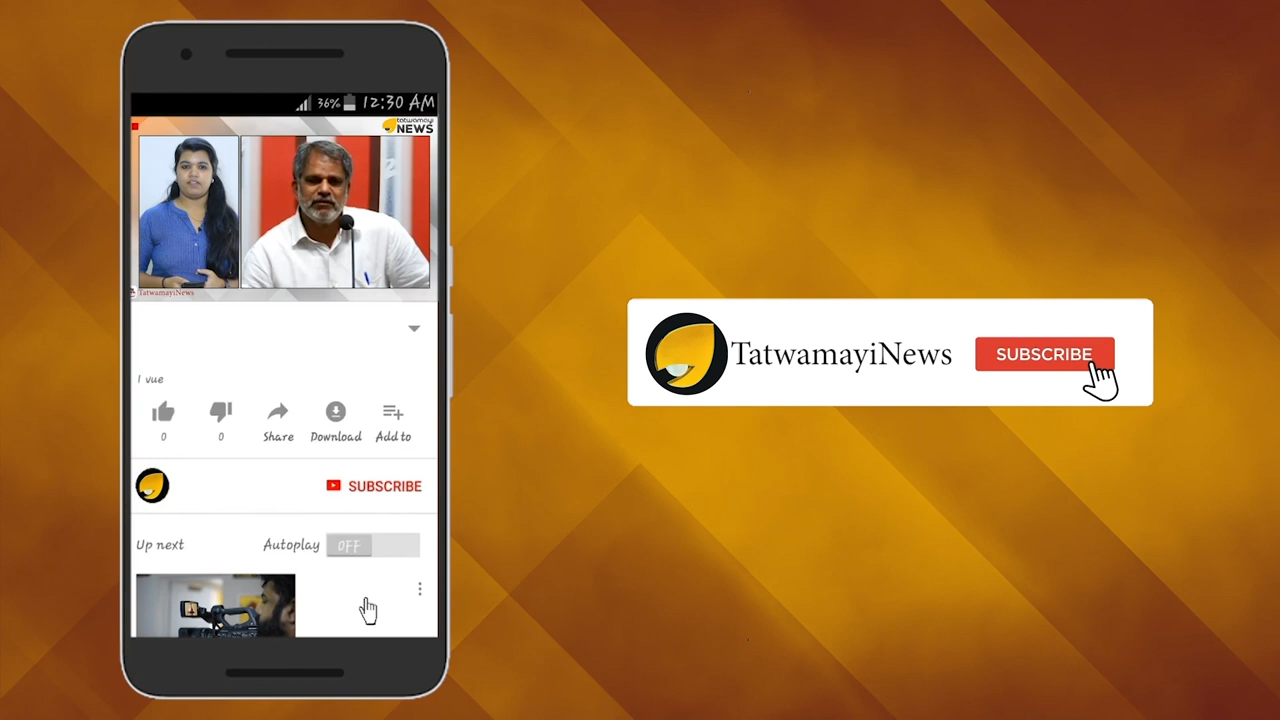 36% 12:30 AM
tatwamayi
NEWS
TatwamayiNews
1 vue
0 0 Share Download Add to
SUBSCRIBE
Up next Autoplay OFF
TatwamayiNews SUBSCRIBE